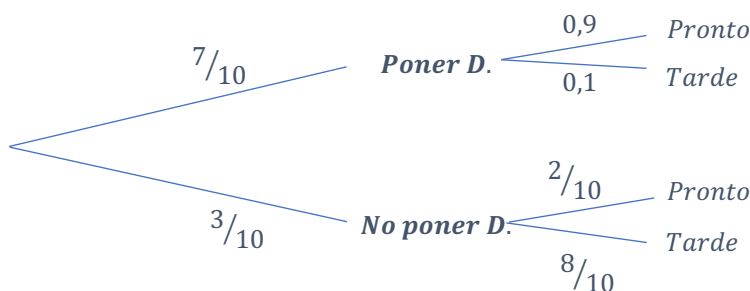 7/10
Poner D.
0,9
Pronto
0,1
Tarde
3/10
No poner D.
2/10
Pronto
8/10
Tarde